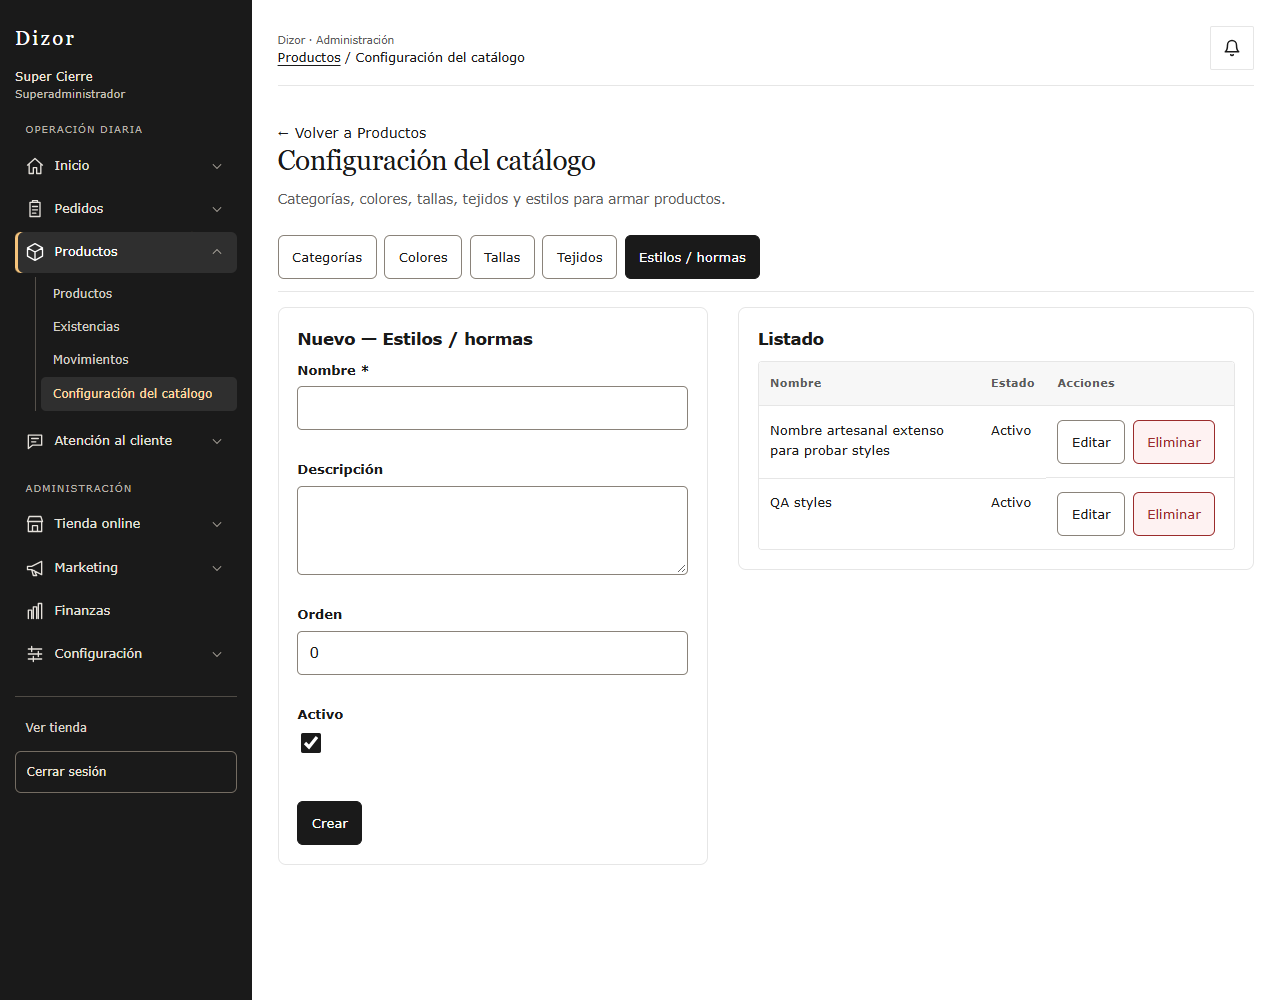 Dizor
Super Cierre
Superadministrador
OPERACIÓN DIARIA
Inicio
Pedidos
Productos
Productos
Existencias
Movimientos
Configuración del catálogo
Atención al cliente
ADMINISTRACIÓN
Tienda online
Marketing
Finanzas
Configuración
Ver tienda
Cerrar sesión
Dizor · Administración
Productos / Configuración del catálogo
← Volver a Productos
Configuración del catálogo
Categorías, colores, tallas, tejidos y estilos para armar productos.
Categorías Colores Tallas Tejidos Estilos / hormas
Nuevo — Estilos / hormas
Nombre *
Descripción
Orden
0
Activo
Crear
Listado
Nombre Estado Acciones
Nombre artesanal extenso
para probar styles
Activo Editar Eliminar
QA styles Activo Editar Eliminar